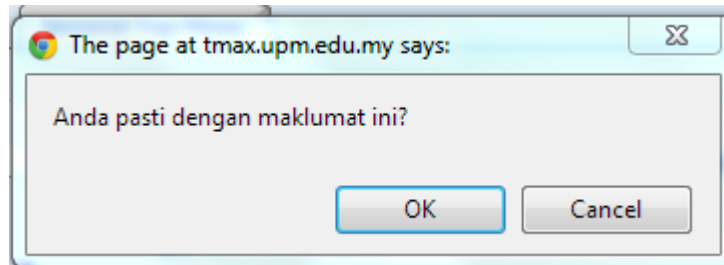 The page at tmax.upm.edu.my says:
Anda pasti dengan maklumat ini?
OK Cancel